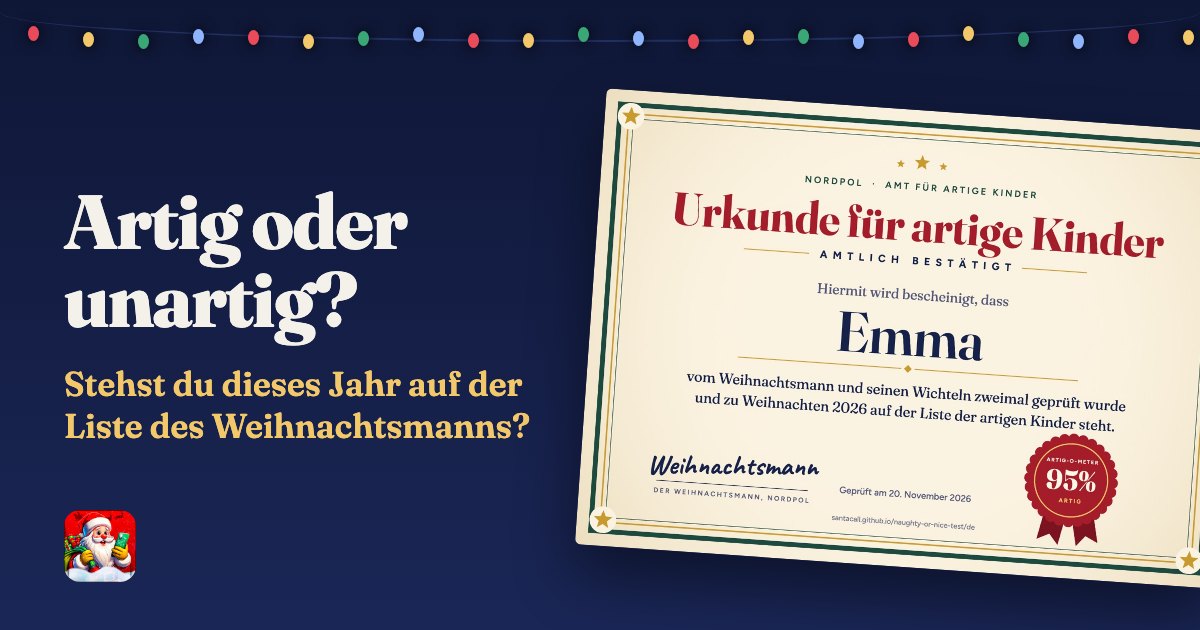 Artig oder
unartig?
Stehst du dieses Jahr auf der
Liste des Weihnachtsmanns?
NORDPOL · AMT FÜR ARTIGE KINDER
Urkunde für artige Kinder
AMTLICH BESTÄTIGT
Hiermit wird bescheinigt, dass
Emma
vom Weihnachtsmann und seinen Wichteln zweimal geprüft wurde
und zu Weihnachten 2026 auf der Liste der artigen Kinder steht.
Weihnachtsmann
DER WEIHNACHTSMANN, NORDPOL
Geprüft am 20. November 2026
santacall.github.io/naughty-or-nice-test/de
ARTIG-O-METER
95%
ARTIG